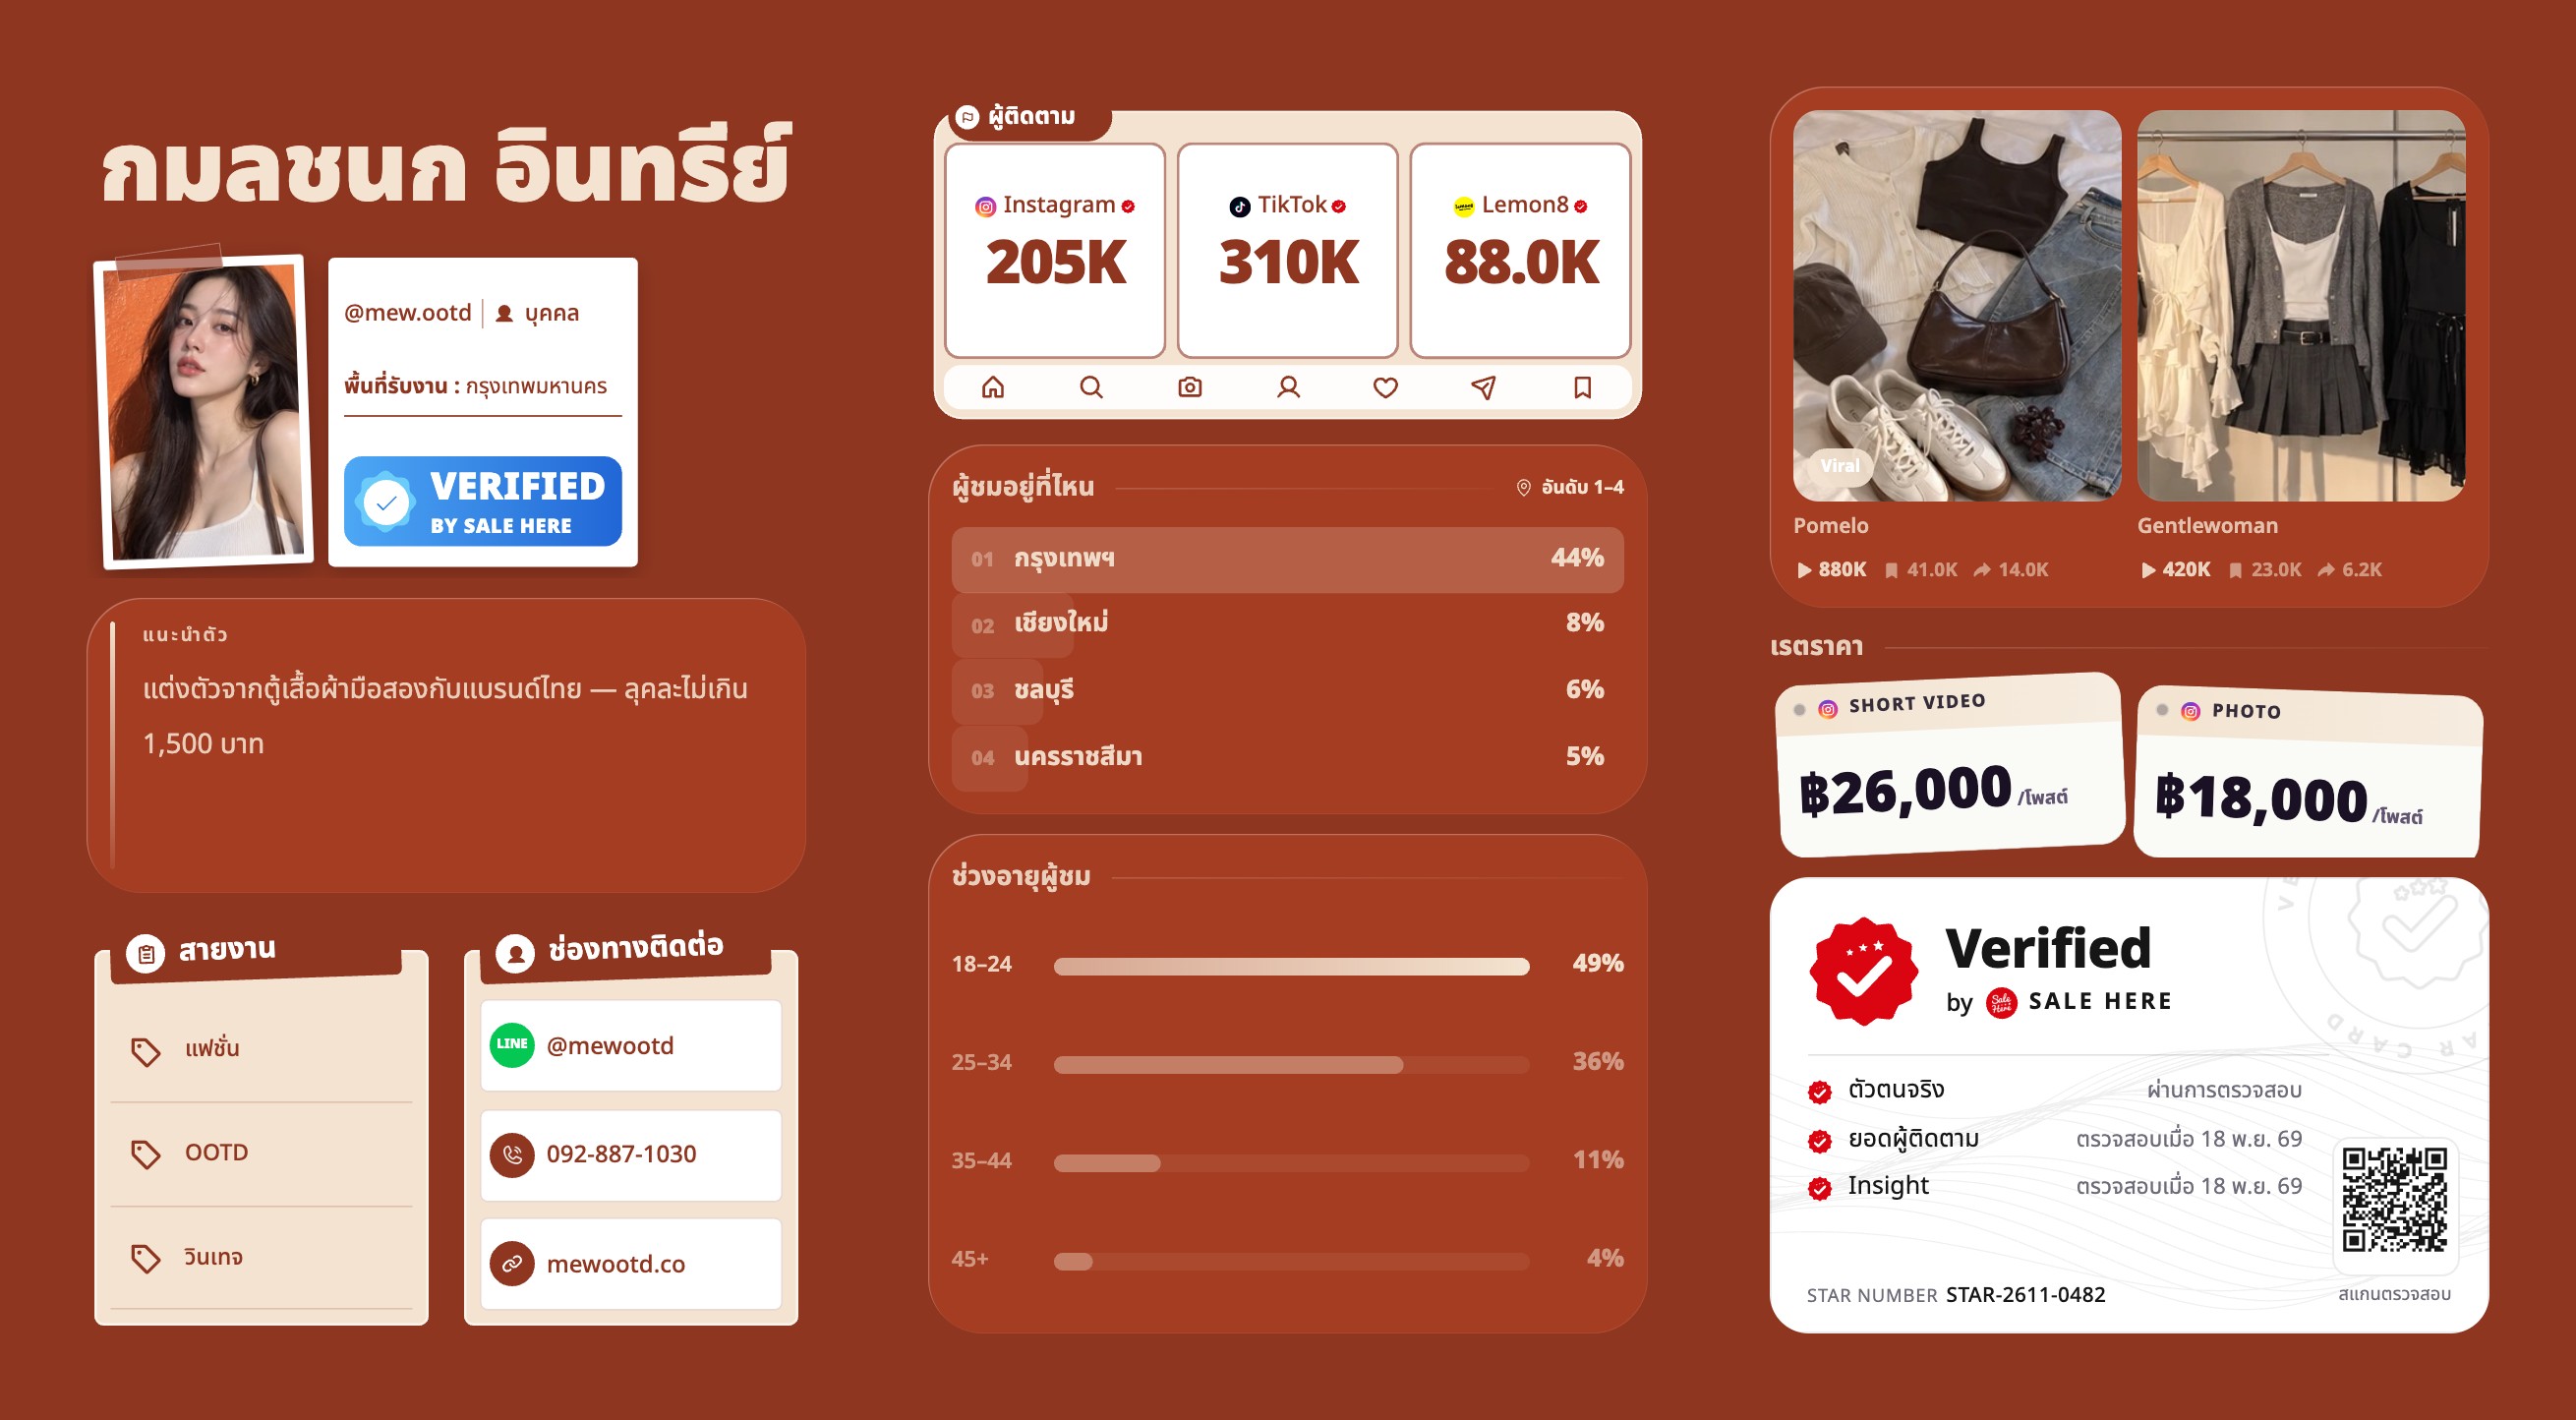 กมลชนก อินทรีย์
@mew.ootd
บุคคล
พื้นที่รับงาน : กรุงเทพมหานคร
VERIFIED
BY SALE HERE
แนะนำตัว
แต่งตัวจากตู้เสื้อผ้ามือสองกับแบรนด์ไทย — ลุคละไม่เกิน
1,500 บาท
สายงาน
แฟชั่น
OOTD
วินเทจ
ช่องทางติดต่อ
LINE @mewootd
092-887-1030
mewootd.co
ผู้ติดตาม
Instagram
205K
TikTok
310K
Lemon8
88.0K
ผู้ชมอยู่ที่ไหน
อันดับ 1–4
01 กรุงเทพฯ 44%
02 เชียงใหม่ 8%
03 ชลบุรี 6%
04 นครราชสีมา 5%
ช่วงอายุผู้ชม
18–24 49%
25–34 36%
35–44 11%
45+ 4%
Viral
Pomelo
880K 41.0K 14.0K
Gentlewoman
420K 23.0K 6.2K
เรตราคา
SHORT VIDEO
฿26,000 /โพสต์
PHOTO
฿18,000 /โพสต์
Verified
by Sale Here SALE HERE
ตัวตนจริง ผ่านการตรวจสอบ
ยอดผู้ติดตาม ตรวจสอบเมื่อ 18 พ.ย. 69
Insight ตรวจสอบเมื่อ 18 พ.ย. 69
STAR NUMBER STAR-2611-0482
สแกนตรวจสอบ